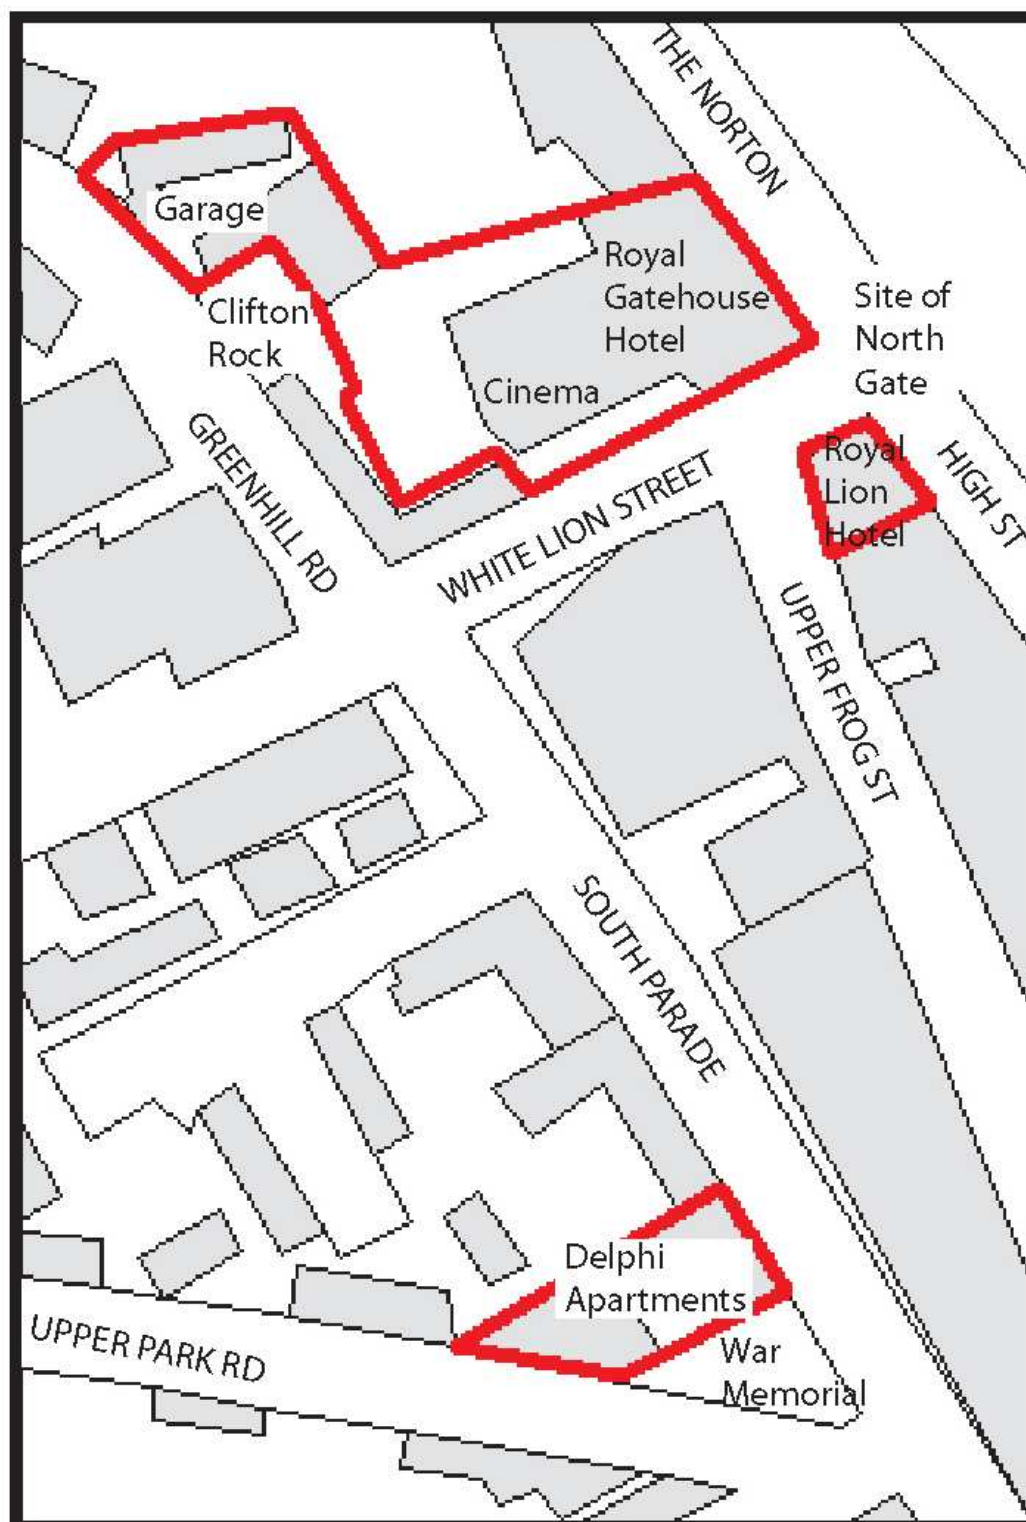 THE NORTON
Garage
Royal
Gatehouse
Hotel
Site of
North
Gate
Clifton
Rock
Cinema
GREENHILL RD
WHITE LION STREET
Royal
Lion
Hotel
HIGH ST
UPPER FROG ST
SOUTH PARADE
Delphi
Apartments
UPPER PARK RD
War
Memorial